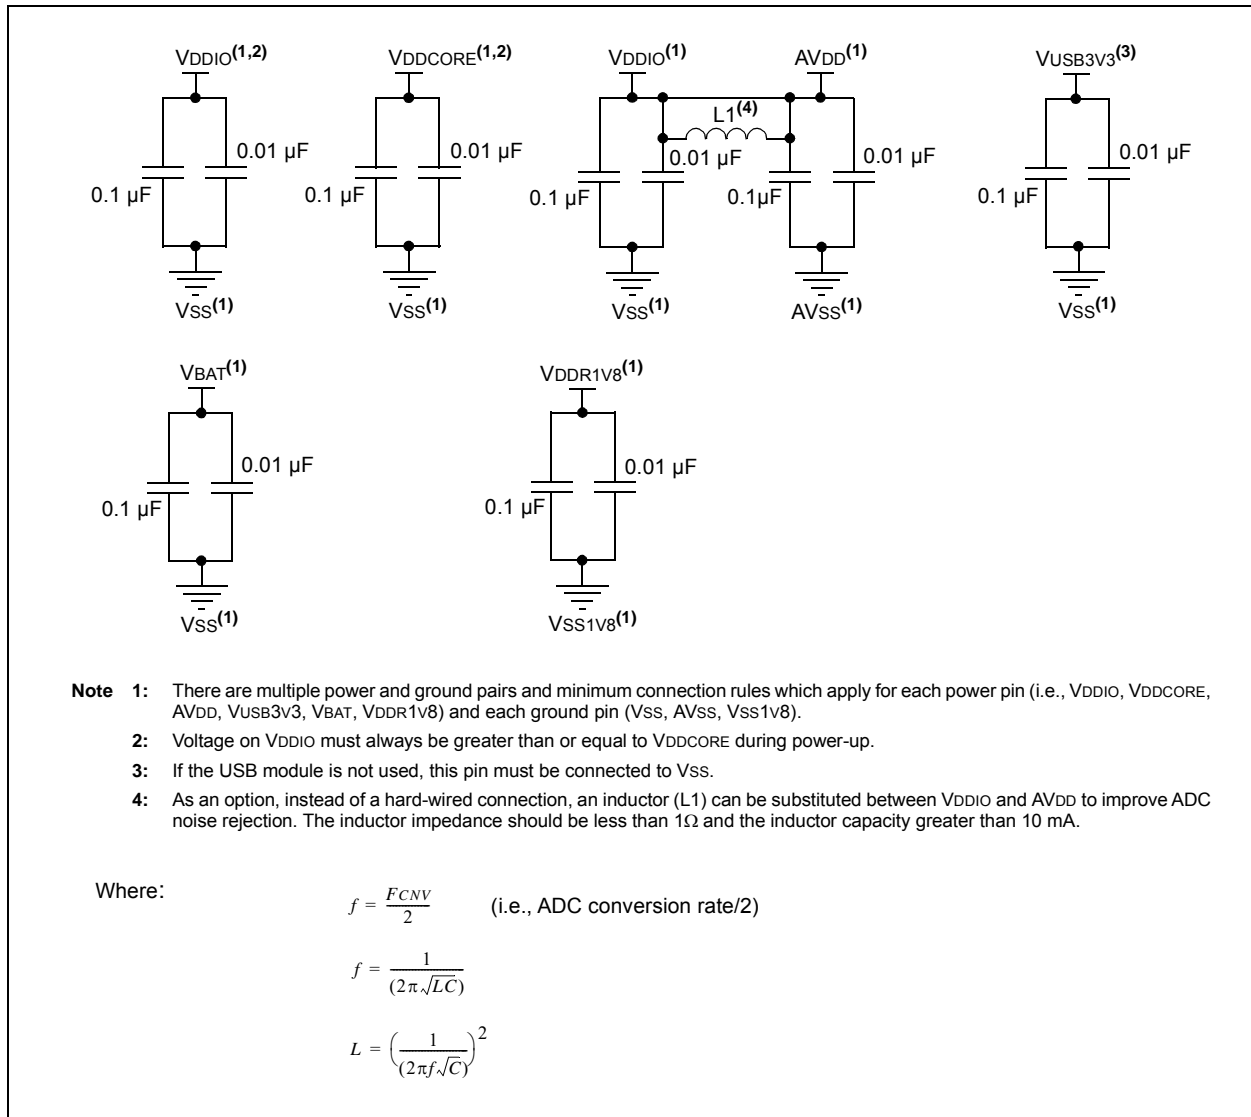 VDDIO(1,2) VDDCORE(1,2) VDDIO(1) AVDD(1) VUSB3V3(3)
L1(4)
0.01 µF 0.01 µF 0.01 µF 0.01 µF 0.01 µF
0.1 µF 0.1 µF 0.1 µF 0.1µF 0.1 µF
VSS(1) VSS(1) VSS(1) AVSS(1) VSS(1)
VBAT(1) VDDR1V8(1)
0.01 µF 0.01 µF
0.1 µF 0.1 µF
VSS(1) VSS1V8(1)
Note 1: There are multiple power and ground pairs and minimum connection rules which apply for each power pin (i.e., VDDIO, VDDCORE,
AVDD, VUSB3V3, VBAT, VDDR1V8) and each ground pin (VSS, AVSS, VSS1V8).
2: Voltage on VDDIO must always be greater than or equal to VDDCORE during power-up.
3: If the USB module is not used, this pin must be connected to VSS.
4: As an option, instead of a hard-wired connection, an inductor (L1) can be substituted between VDDIO and AVDD to improve ADC
noise rejection. The inductor impedance should be less than 1Ω and the inductor capacity greater than 10 mA.
Where:
f = FCNV/2 (i.e., ADC conversion rate/2)
f = 1/(2π√LC)
L = (1/(2πf√C))²